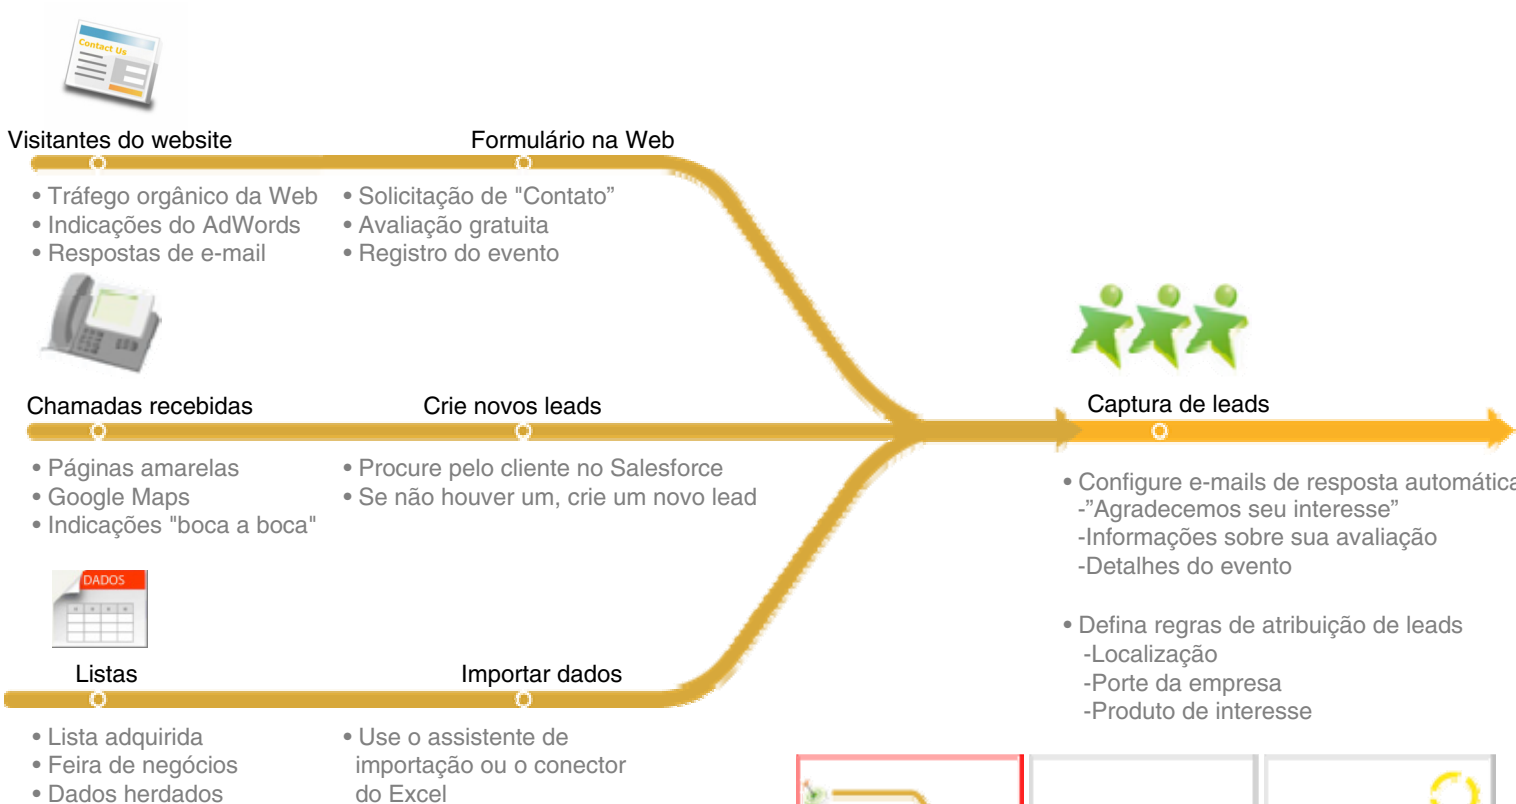 Contact Us
Visitantes do website
• Tráfego orgânico da Web
• Indicações do AdWords
• Respostas de e-mail
Formulário na Web
• Solicitação de "Contato”
• Avaliação gratuita
• Registro do evento
Chamadas recebidas
• Páginas amarelas
• Google Maps
• Indicações "boca a boca"
Crie novos leads
• Procure pelo cliente no Salesforce
• Se não houver um, crie um novo lead
DADOS
Listas
• Lista adquirida
• Feira de negócios
• Dados herdados
Importar dados
• Use o assistente de
importação ou o conector
do Excel
Captura de leads
• Configure e-mails de resposta automática
-”Agradecemos seu interesse”
-Informações sobre sua avaliação
-Detalhes do evento
• Defina regras de atribuição de leads
-Localização
-Porte da empresa
-Produto de interesse